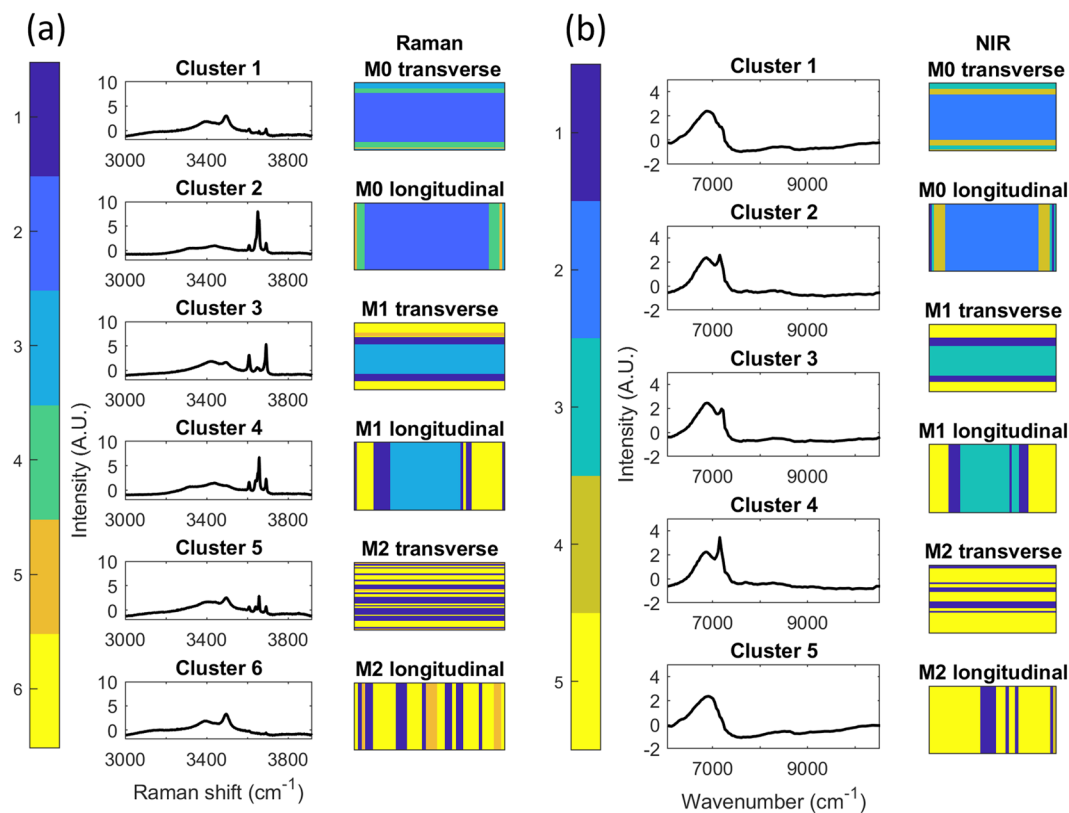 (a)
Raman
1
2
3
4
5
6
Intensity (A.U.)
Cluster 1
10
5
0
3000 3400 3800
Cluster 2
10
5
0
3000 3400 3800
Cluster 3
10
5
0
3000 3400 3800
Cluster 4
10
5
0
3000 3400 3800
Cluster 5
10
5
0
3000 3400 3800
Cluster 6
10
5
0
3000 3400 3800
Raman shift (cm⁻¹)
M0 transverse
M0 longitudinal
M1 transverse
M1 longitudinal
M2 transverse
M2 longitudinal
(b)
NIR
1
2
3
4
5
Intensity (A.U.)
Cluster 1
4
2
0
-2
7000 9000
Cluster 2
4
2
0
-2
7000 9000
Cluster 3
4
2
0
-2
7000 9000
Cluster 4
4
2
0
-2
7000 9000
Cluster 5
4
2
0
-2
7000 9000
Wavenumber (cm⁻¹)
M0 transverse
M0 longitudinal
M1 transverse
M1 longitudinal
M2 transverse
M2 longitudinal